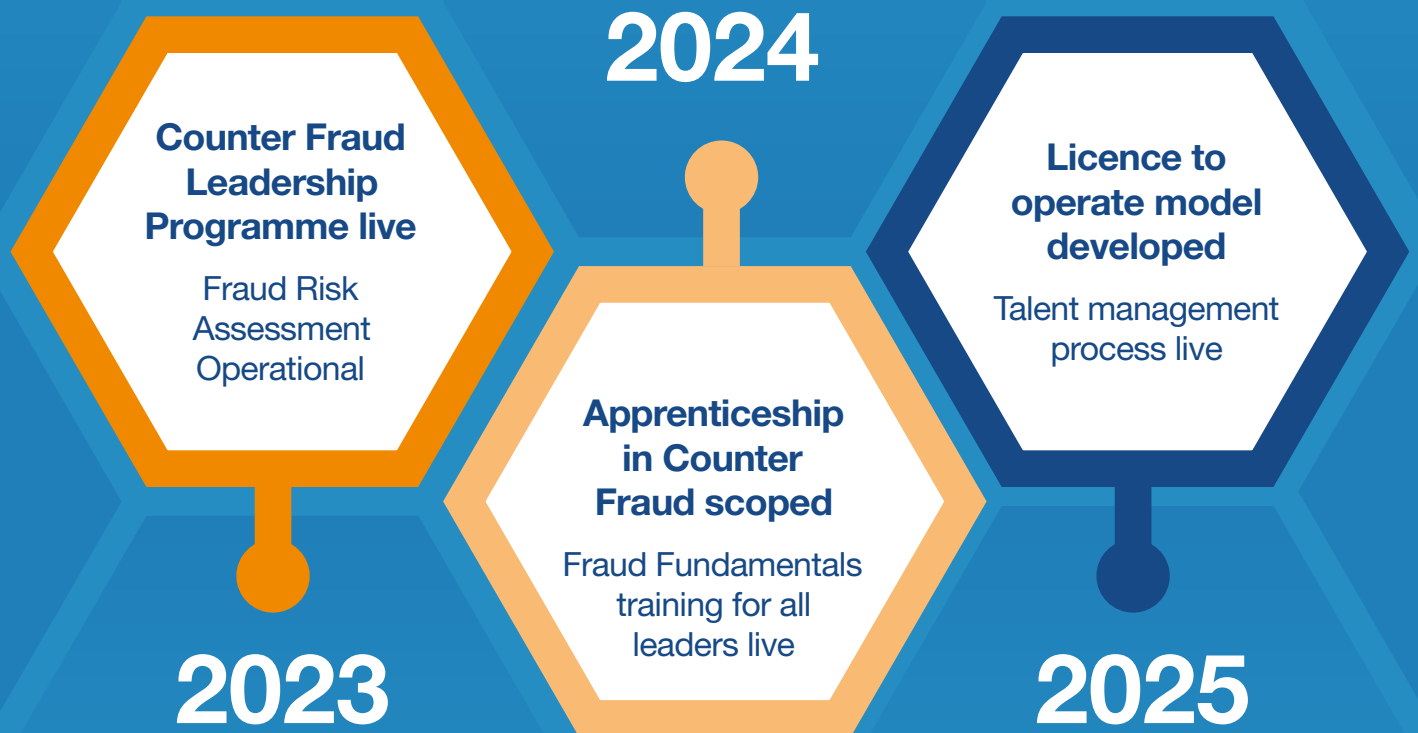 Counter Fraud
Leadership
Programme live
Fraud Risk
Assessment
Operational
2023
2024
Apprenticeship
in Counter
Fraud scoped
Fraud Fundamentals
training for all
leaders live
Licence to
operate model
developed
Talent management
process live
2025